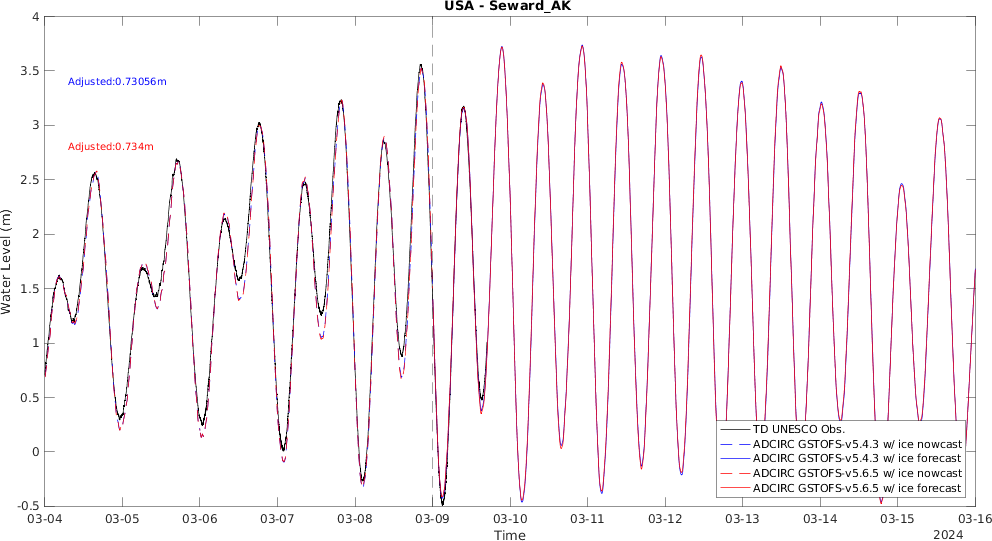 USA - Seward_AK
4
3.5
3
2.5
2
1.5
1
0.5
0
-0.5
Water Level (m)
Adjusted:0.73056m
Adjusted:0.734m
TD UNESCO Obs.
ADCIRC GSTOFS-v5.4.3 w/ ice nowcast
ADCIRC GSTOFS-v5.4.3 w/ ice forecast
ADCIRC GSTOFS-v5.6.5 w/ ice nowcast
ADCIRC GSTOFS-v5.6.5 w/ ice forecast
03-04 03-05 03-06 03-07 03-08 03-09 03-10 03-11 03-12 03-13 03-14 03-15 03-16
Time
2024